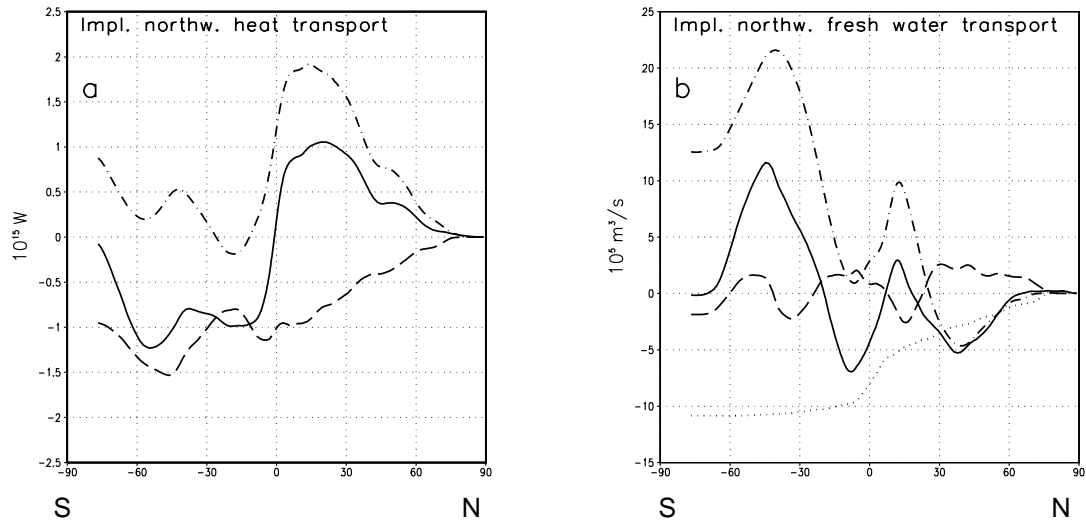 Impl. northw. heat transport
a
10¹⁵ W
2.5
2
1.5
1
0.5
0
-0.5
-1
-1.5
-2
-2.5
-90 -60 -30 0 30 60 90
S N
Impl. northw. fresh water transport
b
10⁵ m³/s
25
20
15
10
5
0
-5
-10
-15
-90 -60 -30 0 30 60 90
S N